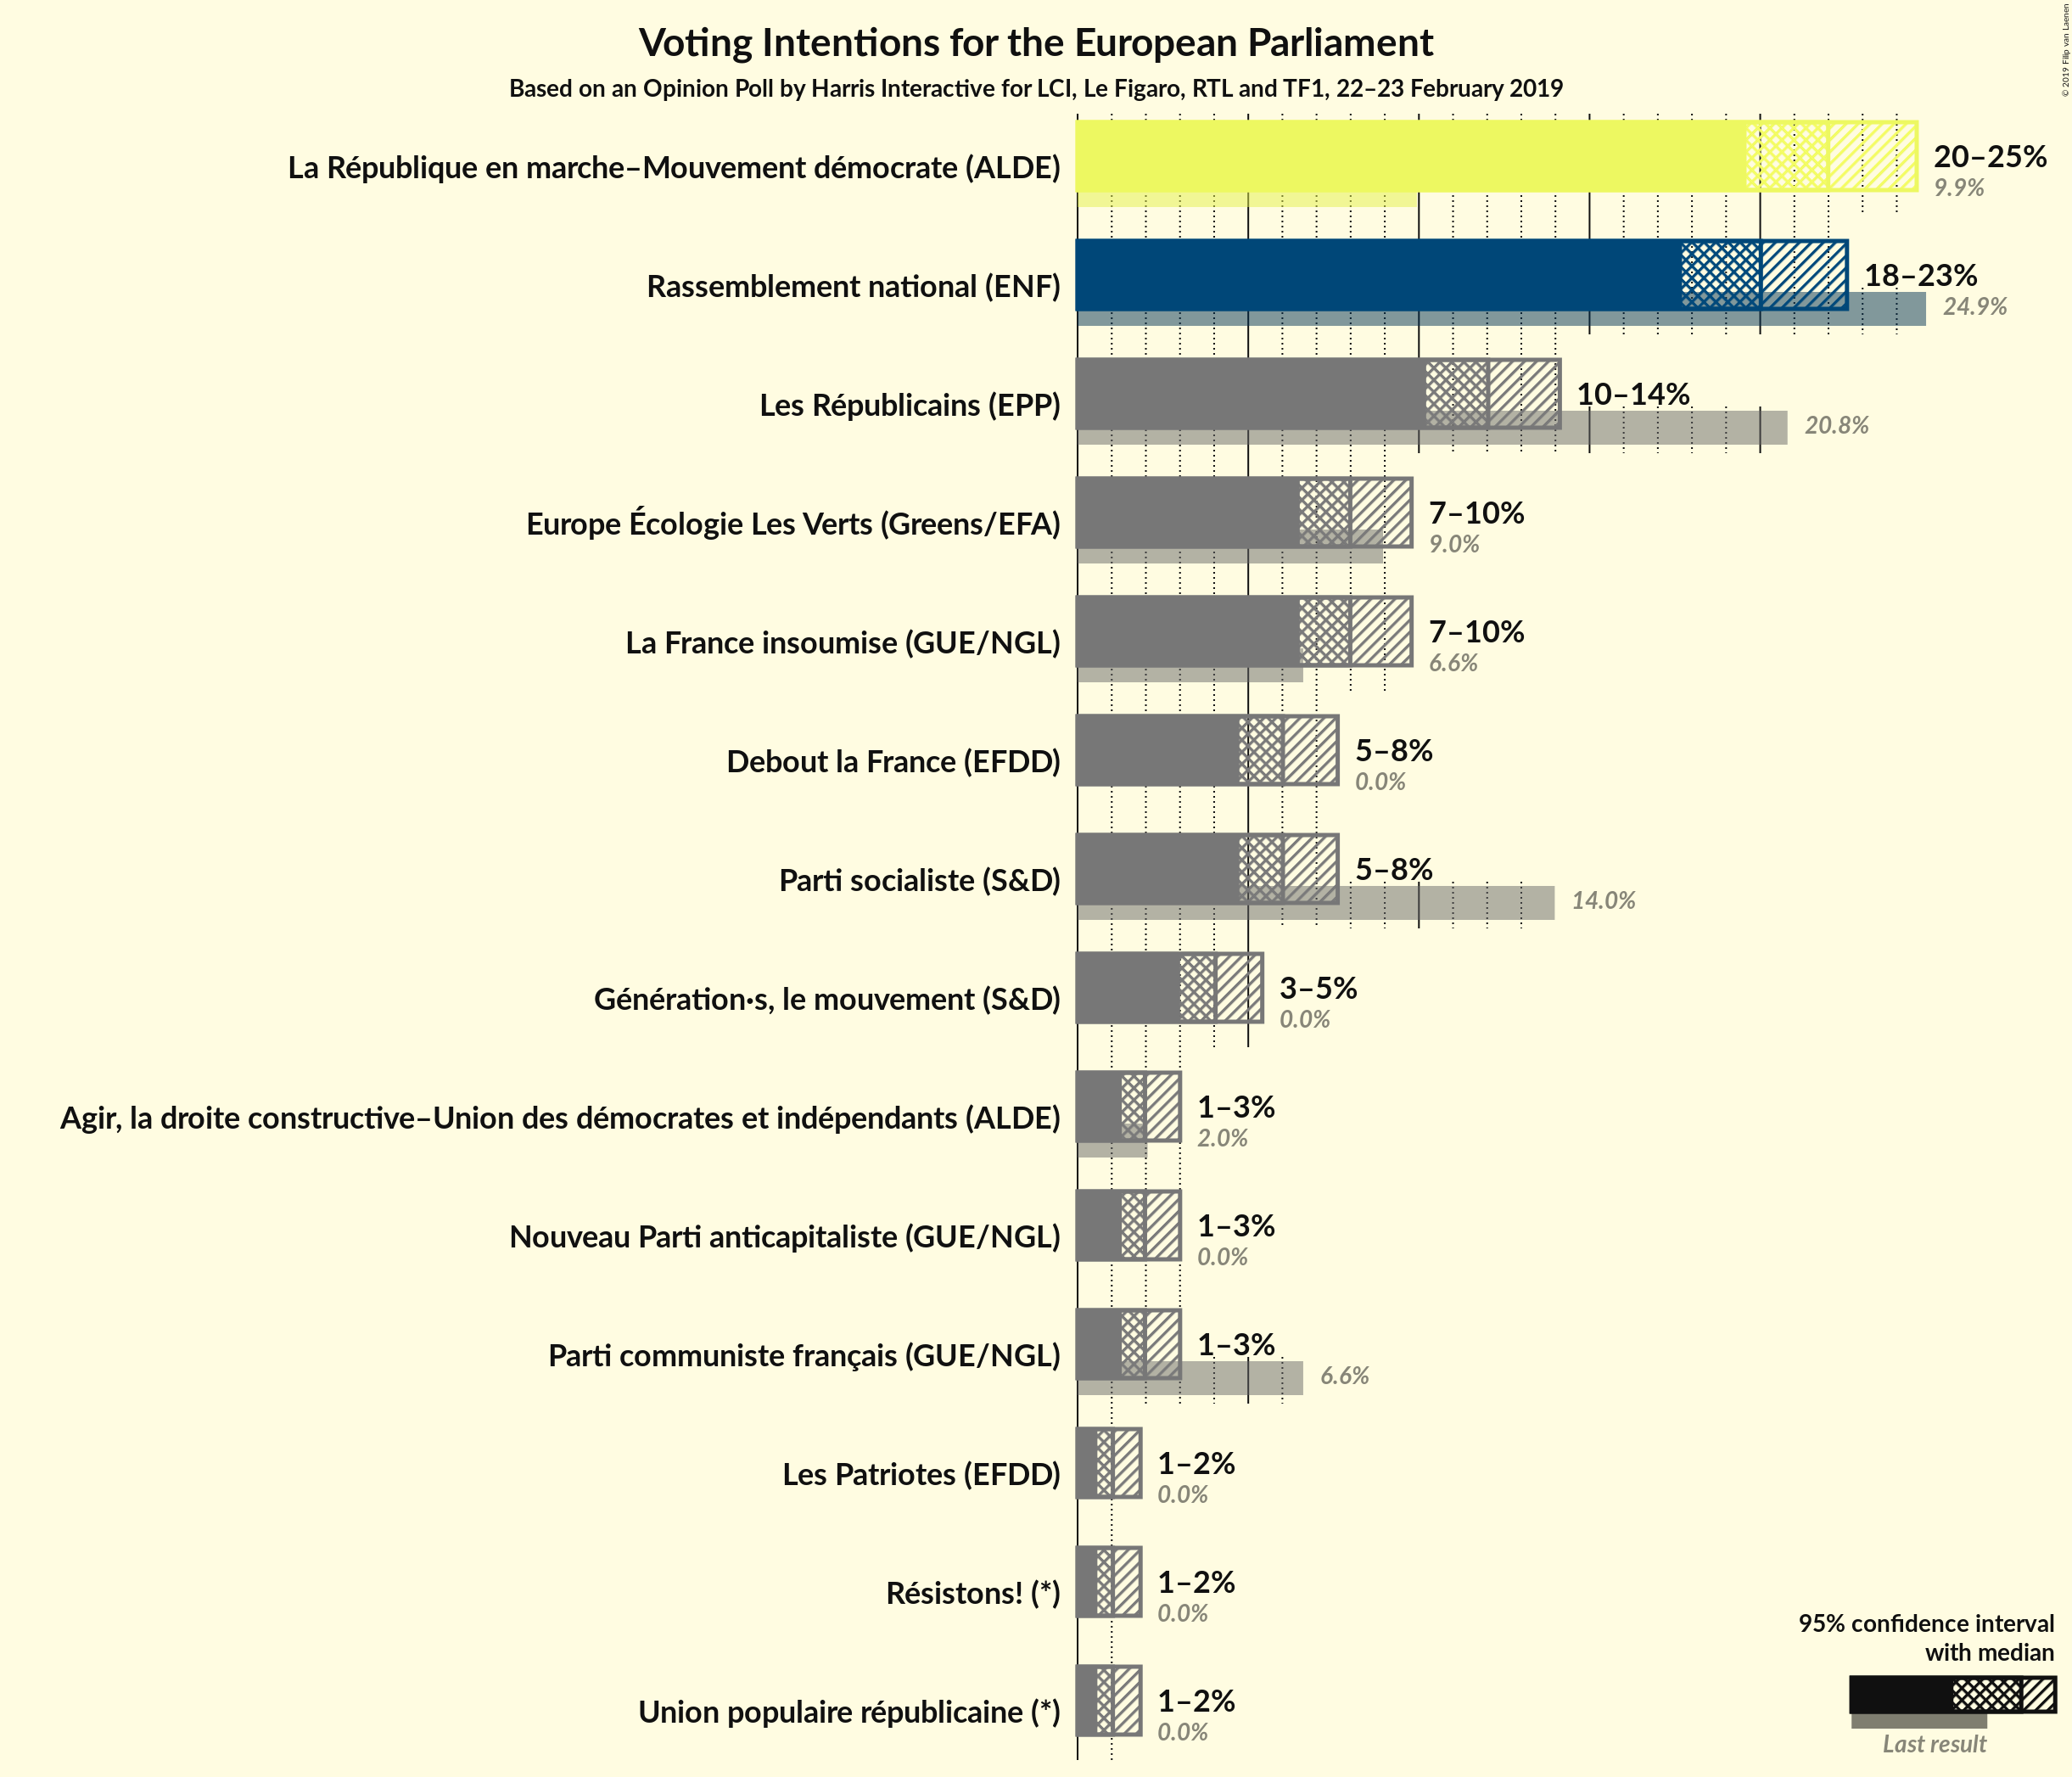 Voting Intentions for the European Parliament
Based on an Opinion Poll by Harris Interactive for LCI, Le Figaro, RTL and TF1, 22–23 February 2019
© 2019 Filip van Laenen
La République en marche–Mouvement démocrate (ALDE)
20–25%
9.9%
Rassemblement national (ENF)
18–23%
24.9%
Les Républicains (EPP)
10–14%
20.8%
Europe Écologie Les Verts (Greens/EFA)
7–10%
9.0%
La France insoumise (GUE/NGL)
7–10%
6.6%
Debout la France (EFDD)
5–8%
0.0%
Parti socialiste (S&D)
5–8%
14.0%
Génération·s, le mouvement (S&D)
3–5%
0.0%
Agir, la droite constructive–Union des démocrates et indépendants (ALDE)
1–3%
2.0%
Nouveau Parti anticapitaliste (GUE/NGL)
1–3%
0.0%
Parti communiste français (GUE/NGL)
1–3%
6.6%
Les Patriotes (EFDD)
1–2%
0.0%
Résistons! (*)
1–2%
0.0%
Union populaire républicaine (*)
1–2%
0.0%
95% confidence interval
with median
Last result